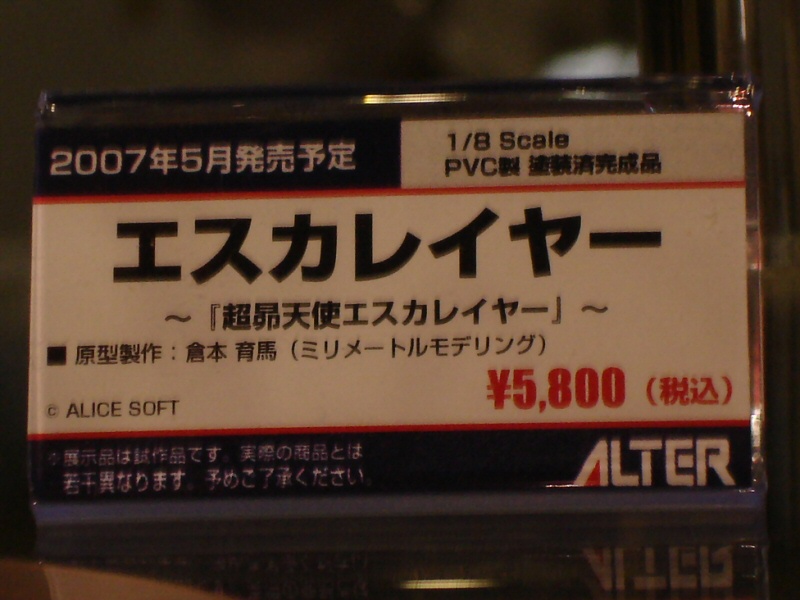 2007年5月発売予定
1/8 Scale
PVC製 塗装済完成品
エスカレイヤー
～『超昴天使エスカレイヤー』～
■ 原型製作：倉本 育馬（ミリメートルモデリング）
¥5,800（税込）
© ALICE SOFT
※展示品は試作品です。実際の商品とは
若干異なります。予めご了承ください。
ALTER